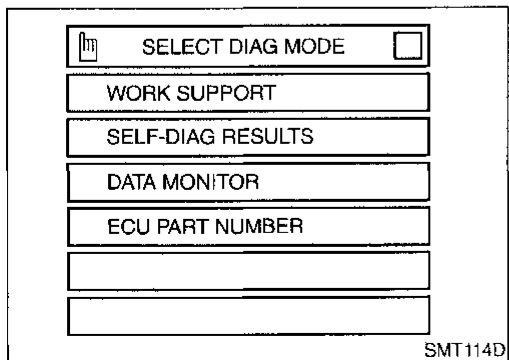 SELECT DIAG MODE
WORK SUPPORT
SELF-DIAG RESULTS
DATA MONITOR
ECU PART NUMBER
SMT114D